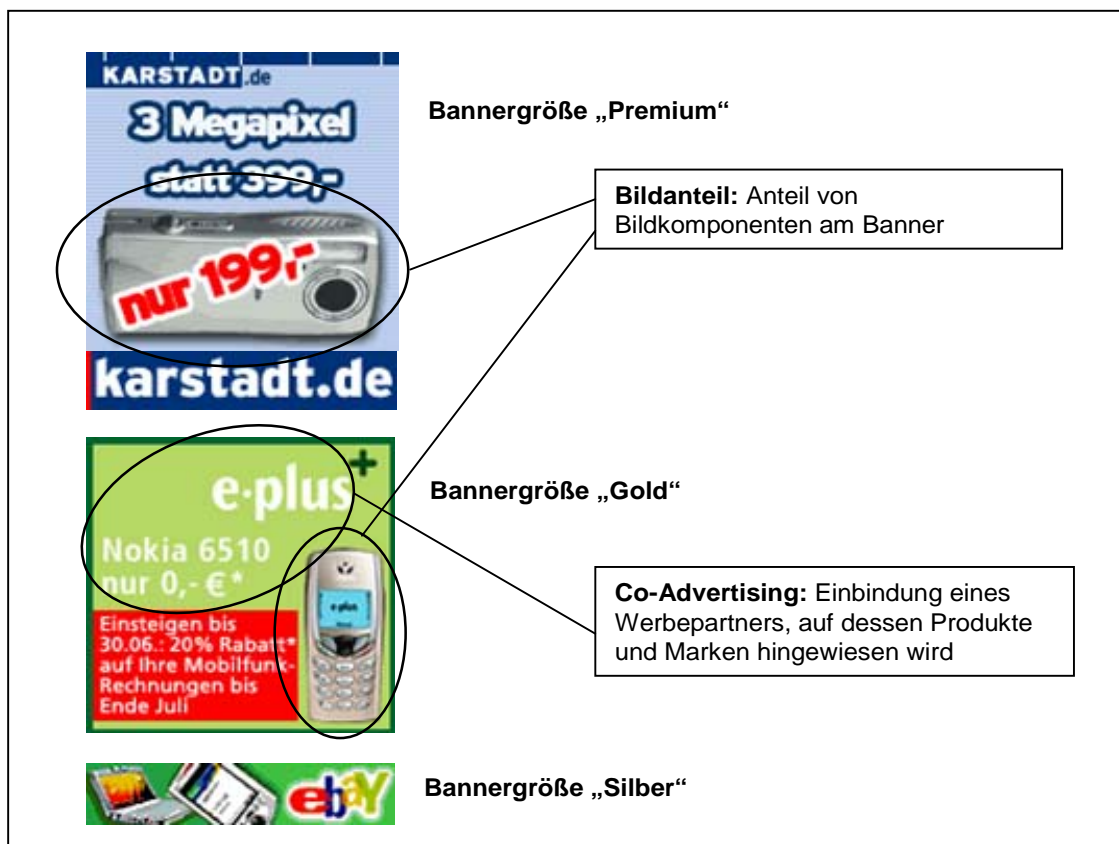 KARSTADT.de
3 Megapixel
statt 399,-
nur 199,-
karstadt.de
Bannergröße „Premium“
Bildanteil: Anteil von
Bildkomponenten am Banner
e·plus+
Nokia 6510
nur 0,- €*
Einsteigen bis
30.06.: 20% Rabatt*
auf Ihre Mobilfunk-
Rechnungen bis
Ende Juli
e-plus
Bannergröße „Gold“
Co-Advertising: Einbindung eines
Werbepartners, auf dessen Produkte
und Marken hingewiesen wird
ebaY
Bannergröße „Silber“